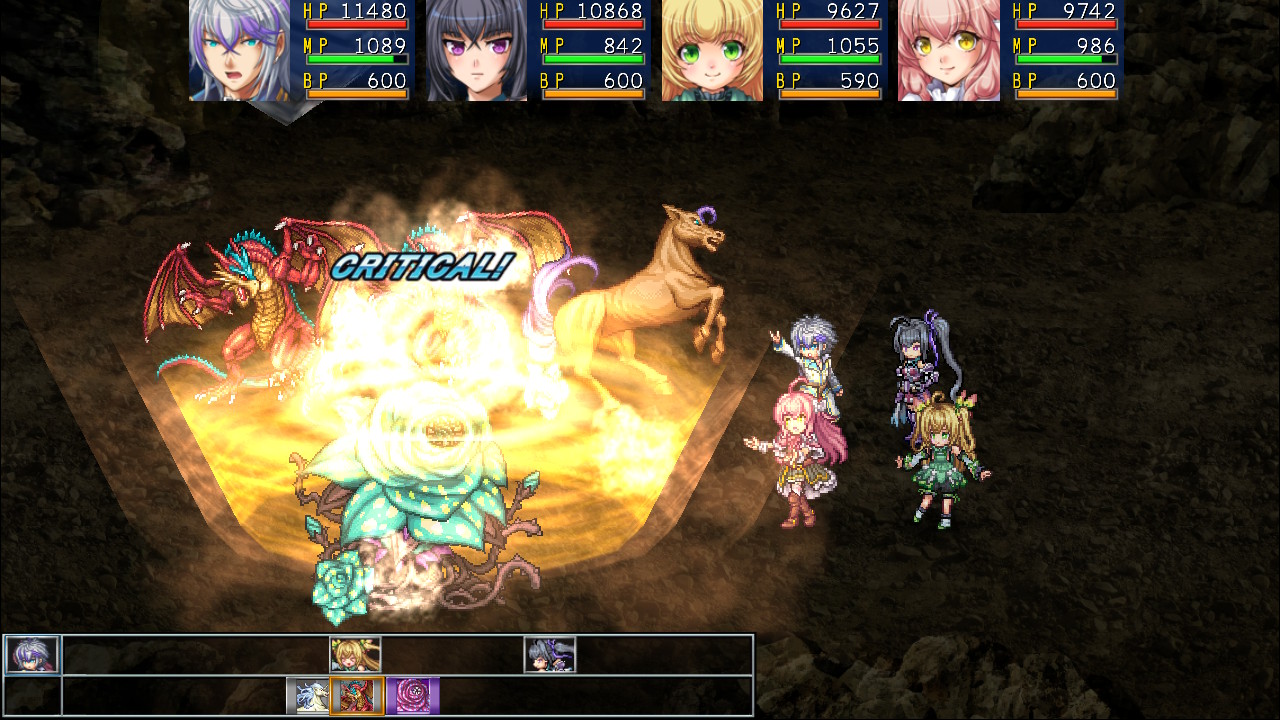 HP 11480 HP 10868 HP 9627 HP 9742
MP 1089 MP 842 MP 1055 MP 986
BP 600 BP 600 BP 590 BP 600
CRITICAL!